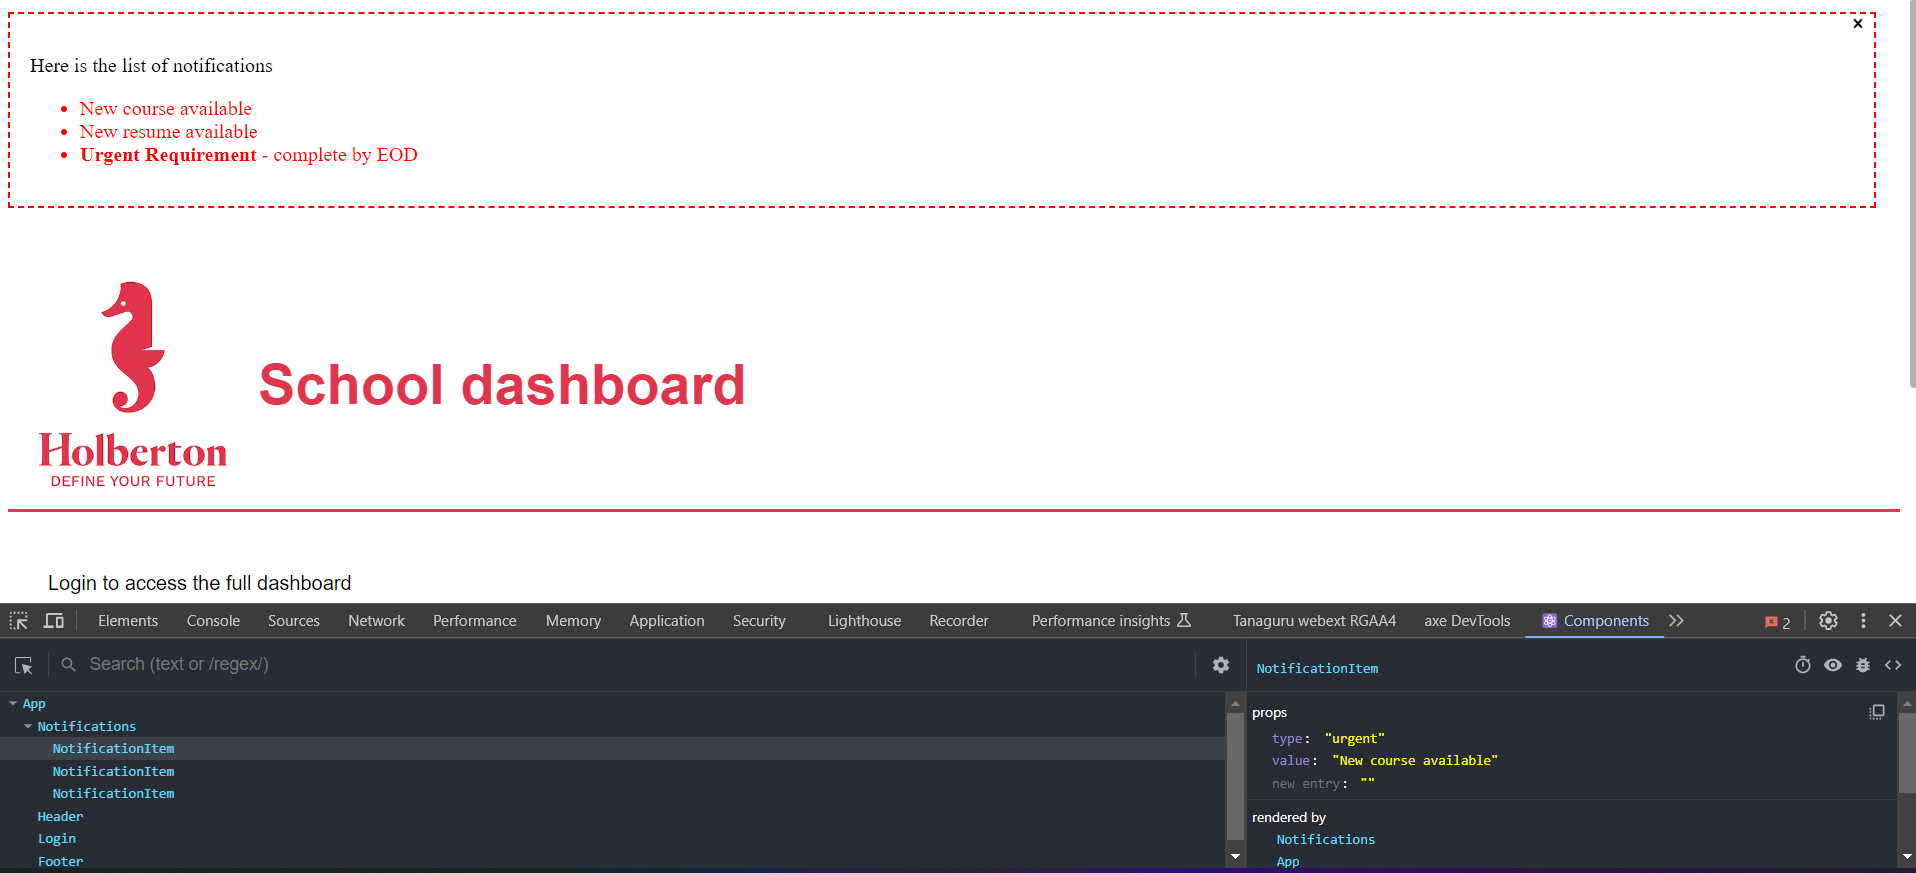 ×
Here is the list of notifications
• New course available
• New resume available
• Urgent Requirement - complete by EOD
Holberton
DEFINE YOUR FUTURE
School dashboard
Login to access the full dashboard
Elements Console Sources Network Performance Memory Application Security Lighthouse Recorder Performance insights Tanaguru webext RGAA4 axe DevTools Components 2
Search (text or /regex/)
App
Notifications
NotificationItem
NotificationItem
NotificationItem
Header
Login
Footer
NotificationItem
props
type: "urgent"
value: "New course available"
new entry: ""
rendered by
Notifications
App